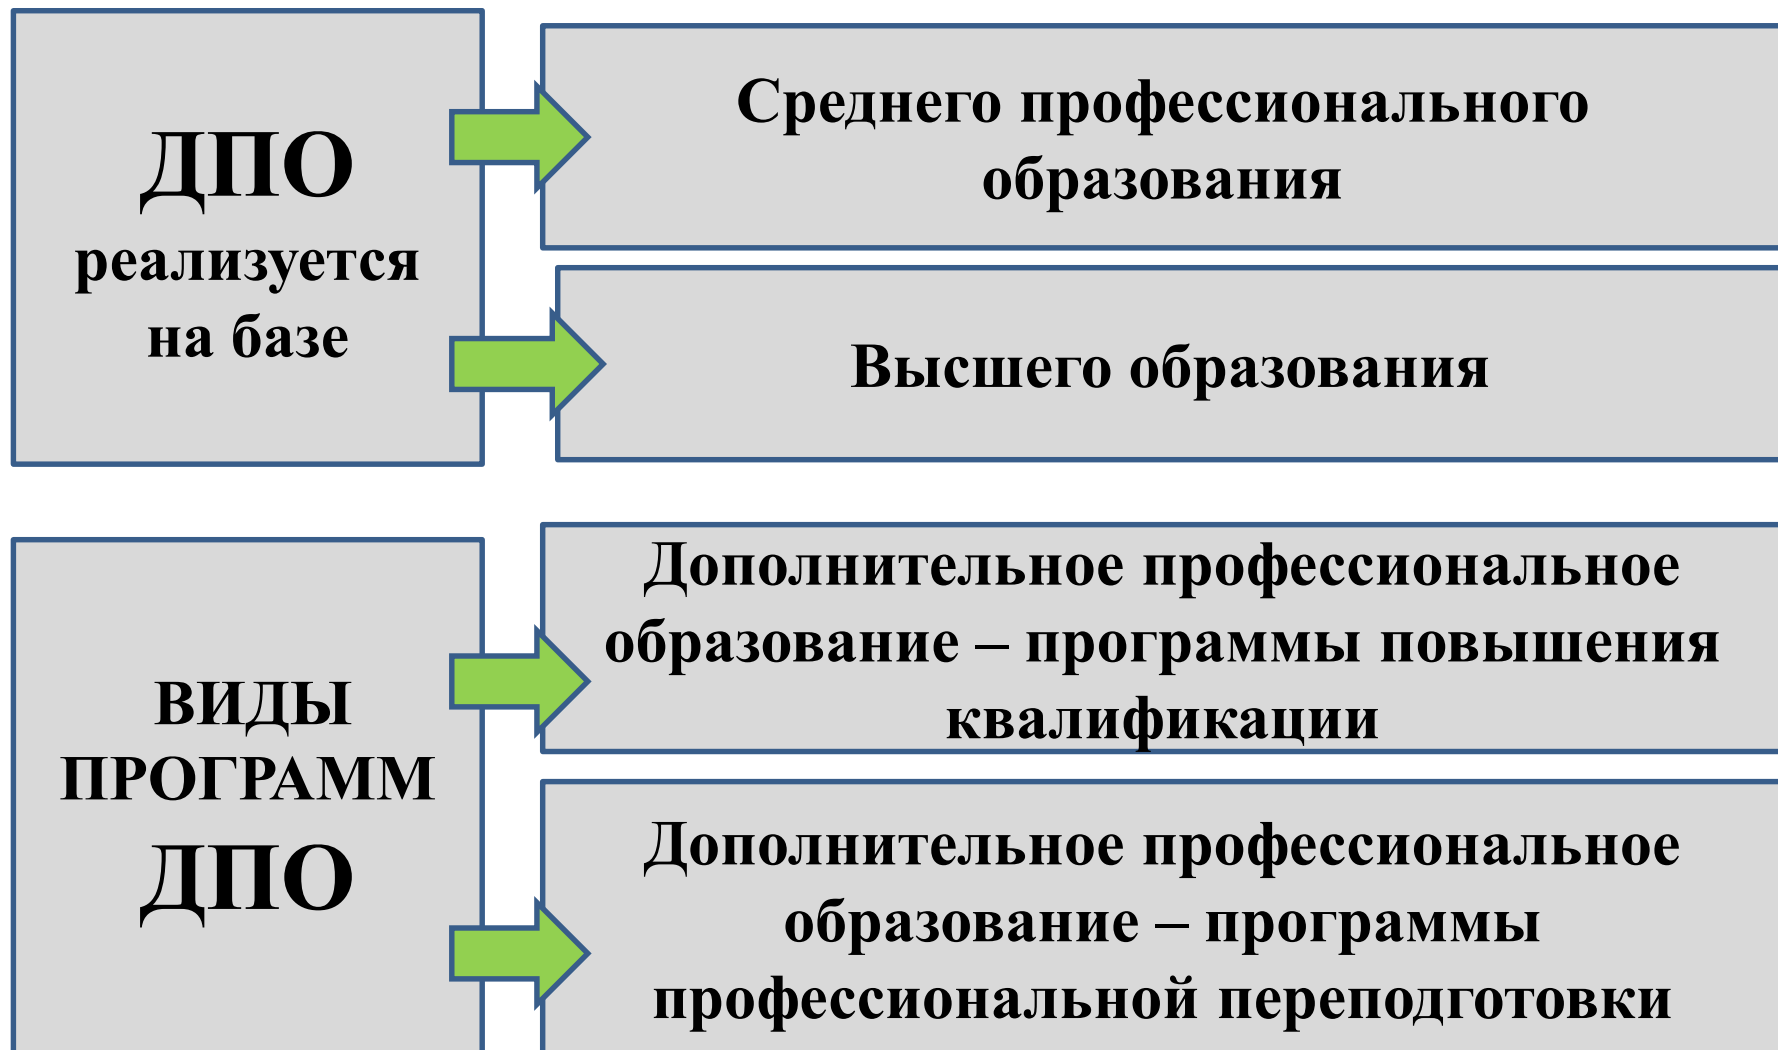 ДПО
реализуется
на базе
Среднего профессионального
образования
Высшего образования
ВИДЫ
ПРОГРАММ
ДПО
Дополнительное профессиональное
образование – программы повышения
квалификации
Дополнительное профессиональное
образование – программы
профессиональной переподготовки